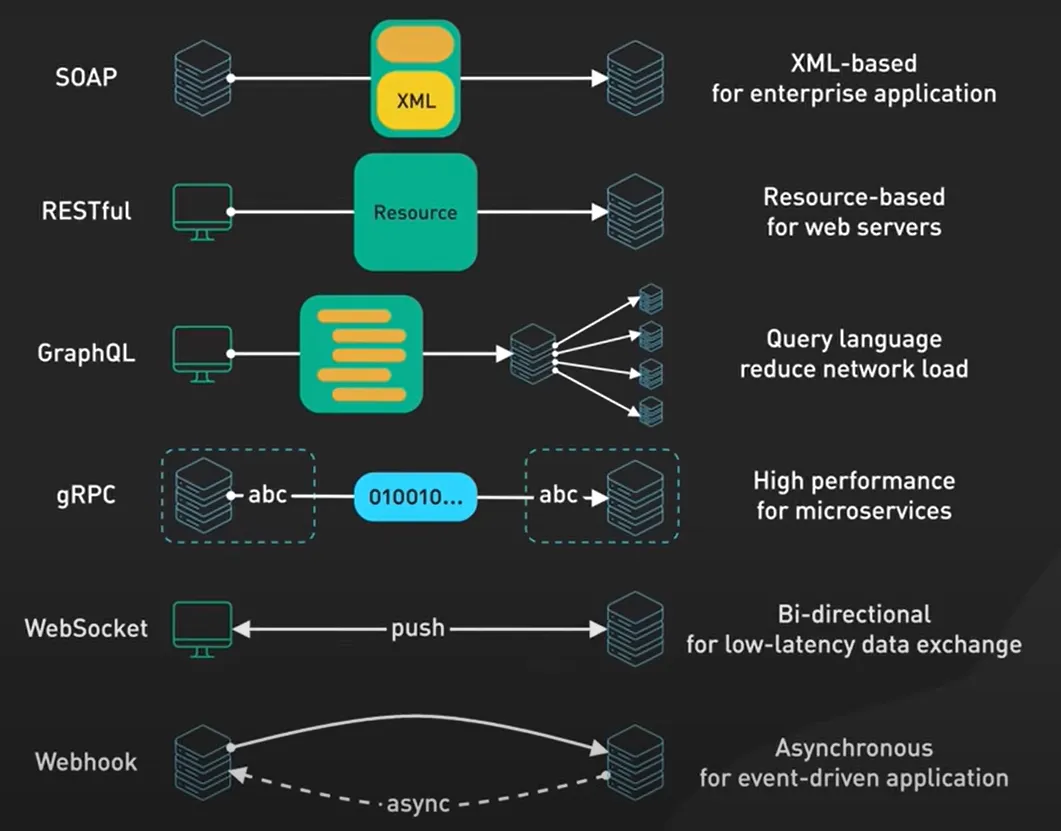 SOAP
XML
XML-based
for enterprise application
RESTful
Resource
Resource-based
for web servers
GraphQL
Query language
reduce network load
gRPC
abc
010010...
abc
High performance
for microservices
WebSocket
push
Bi-directional
for low-latency data exchange
Webhook
async
Asynchronous
for event-driven application